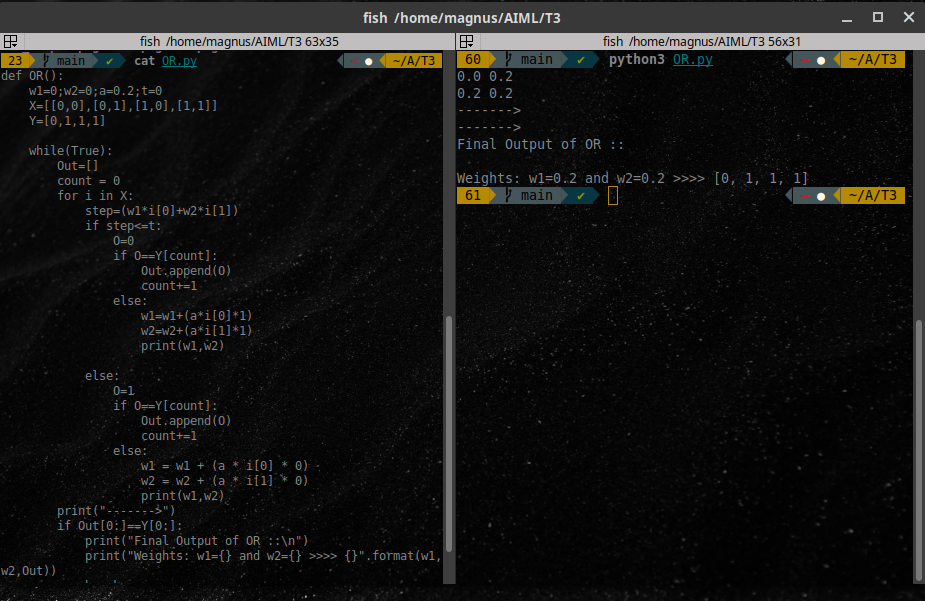 fish /home/magnus/AIML/T3
fish /home/magnus/AIML/T3 63x35
23 main ✔ cat OR.py ~/A/T3
def OR():
    w1=0;w2=0;a=0.2;t=0
    X=[[0,0],[0,1],[1,0],[1,1]]
    Y=[0,1,1,1]
    while(True):
        Out=[]
        count = 0
        for i in X:
            step=(w1*i[0]+w2*i[1])
            if step<=t:
                O=0
                if O==Y[count]:
                    Out.append(O)
                    count+=1
                else:
                    w1=w1+(a*i[0]*1)
                    w2=w2+(a*i[1]*1)
                    print(w1,w2)
            else:
                O=1
                if O==Y[count]:
                    Out.append(O)
                    count+=1
                else:
                    w1 = w1 + (a * i[0] * 0)
                    w2 = w2 + (a * i[1] * 0)
                    print(w1,w2)
        print("------->")
        if Out[0:]==Y[0:]:
            print("Final Output of OR ::\n")
            print("Weights: w1={} and w2={} >>>> {}".format(w1,
w2,Out))
fish /home/magnus/AIML/T3 56x31
60 main ✔ python3 OR.py ~/A/T3
0.0 0.2
0.2 0.2
------->
------->
Final Output of OR ::
Weights: w1=0.2 and w2=0.2 >>>> [0, 1, 1, 1]
61 main ✔ ~/A/T3